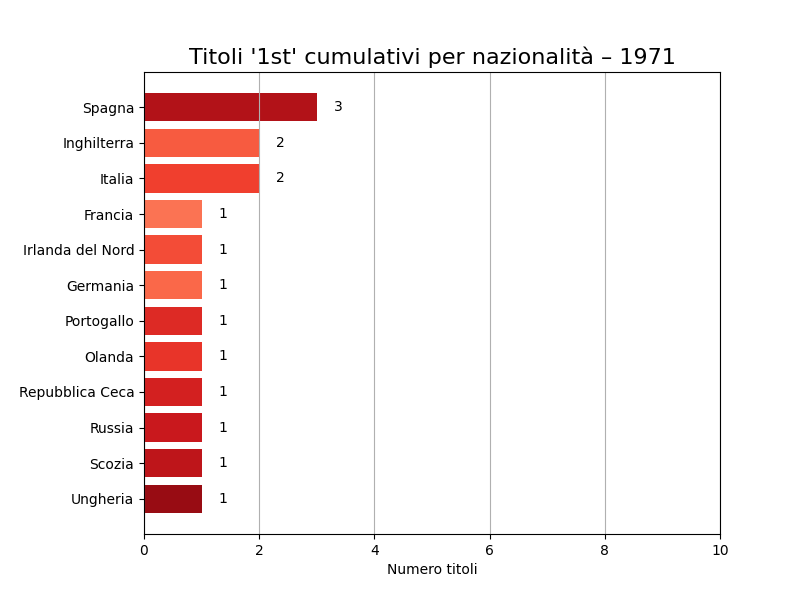 Titoli '1st' cumulativi per nazionalità – 1971
Spagna 3
Inghilterra 2
Italia 2
Francia 1
Irlanda del Nord 1
Germania 1
Portogallo 1
Olanda 1
Repubblica Ceca 1
Russia 1
Scozia 1
Ungheria 1
0 2 4 6 8 10
Numero titoli